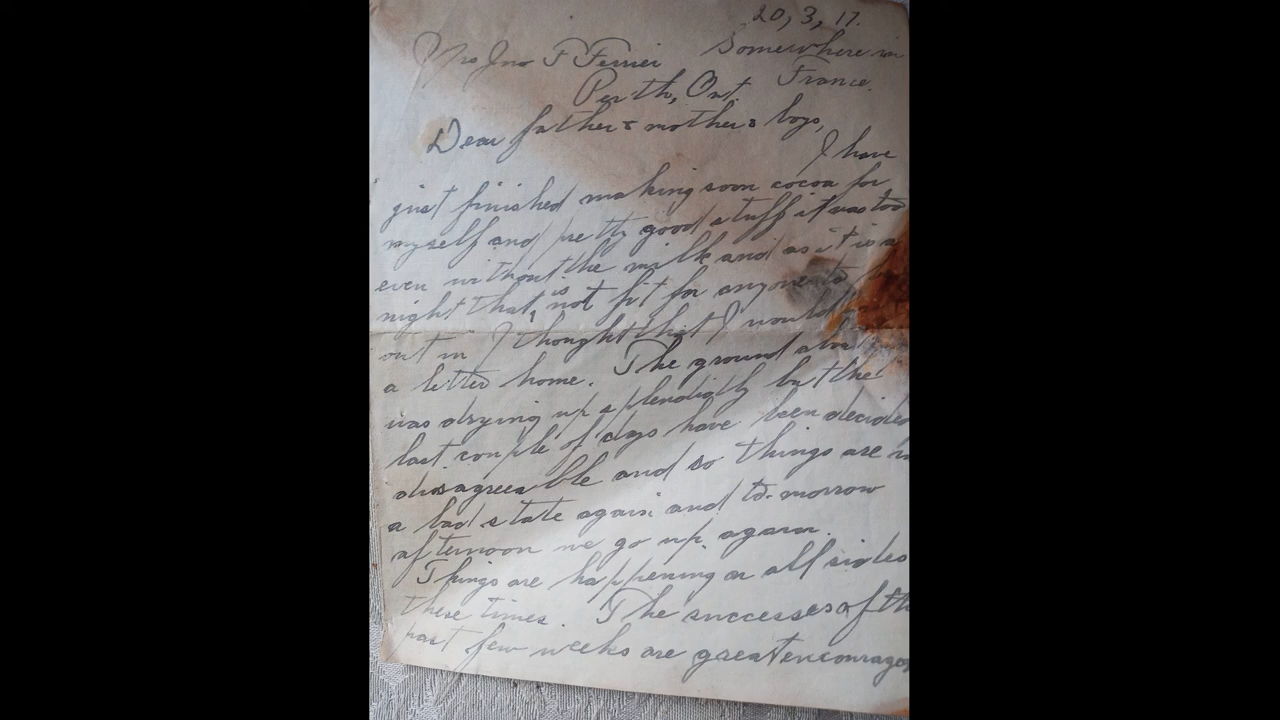 20, 3, 17.
Somewhere in
Mrs Jno F Ferrier France.
Perth, Ont.
Dear father & mother & boys,
I have
just finished making soon cocoa for
myself and pretty good stuff it was too
even without the milk and as it is a
night that is not fit for anyone to be
out in I thought that I would
a letter home. The ground
was drying up splendidly but the
last couple of days have been decided
disagreeable and so things are in
a bad state again and to-morrow
afternoon we go up again.
Things are happening on all sides
these times. The successes of the
past few weeks are great